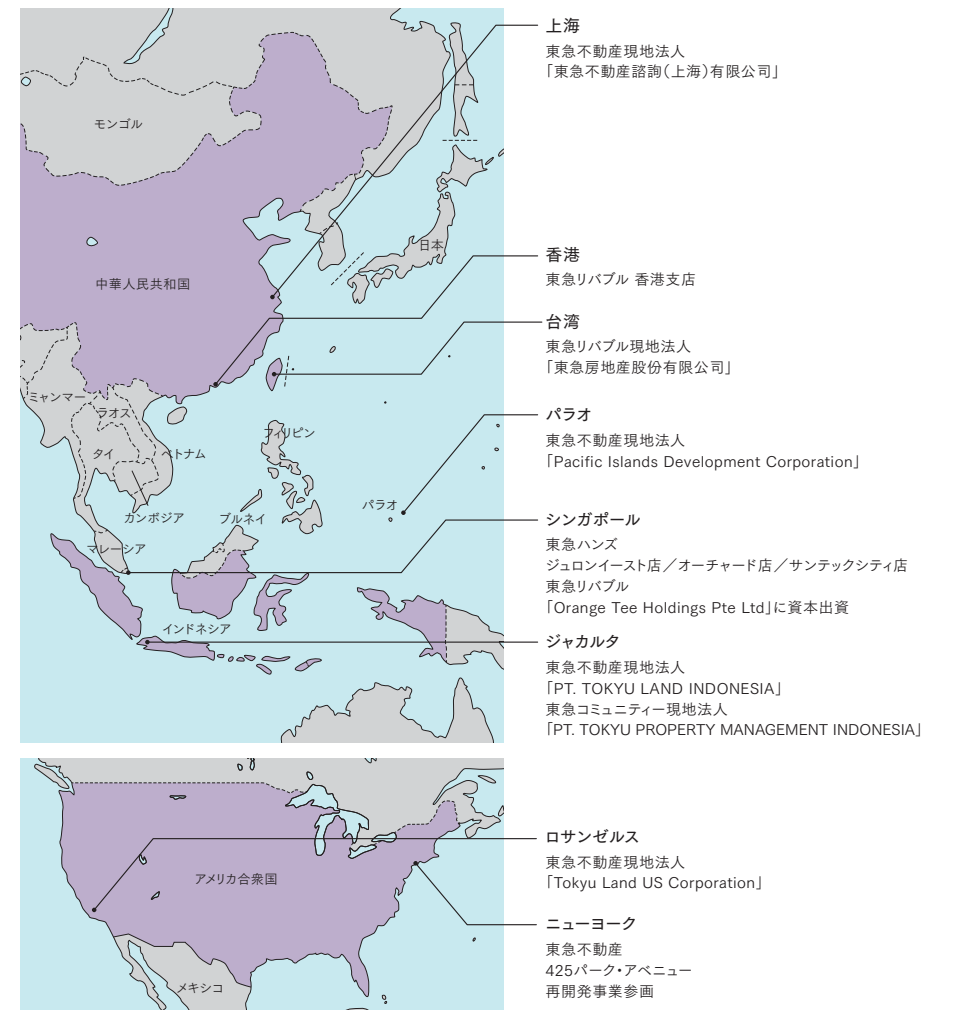 上海
東急不動産現地法人
「東急不動産諮詢（上海）有限公司」
モンゴル
日本
中華人民共和国
香港
東急リバブル 香港支店
台湾
東急リバブル現地法人
「東急房地産股份有限公司」
ミャンマー
ラオス
タイ
ベトナム
フィリピン
カンボジア
ブルネイ
パラオ
マレーシア
インドネシア
パラオ
東急不動産現地法人
「Pacific Islands Development Corporation」
シンガポール
東急ハンズ
ジュロンイースト店／オーチャード店／サンテックシティ店
東急リバブル
「Orange Tee Holdings Pte Ltd」に資本出資
ジャカルタ
東急不動産現地法人
「PT. TOKYU LAND INDONESIA」
東急コミュニティー現地法人
「PT. TOKYU PROPERTY MANAGEMENT INDONESIA」
アメリカ合衆国
メキシコ
ロサンゼルス
東急不動産現地法人
「Tokyu Land US Corporation」
ニューヨーク
東急不動産
425パーク・アベニュー
再開発事業参画